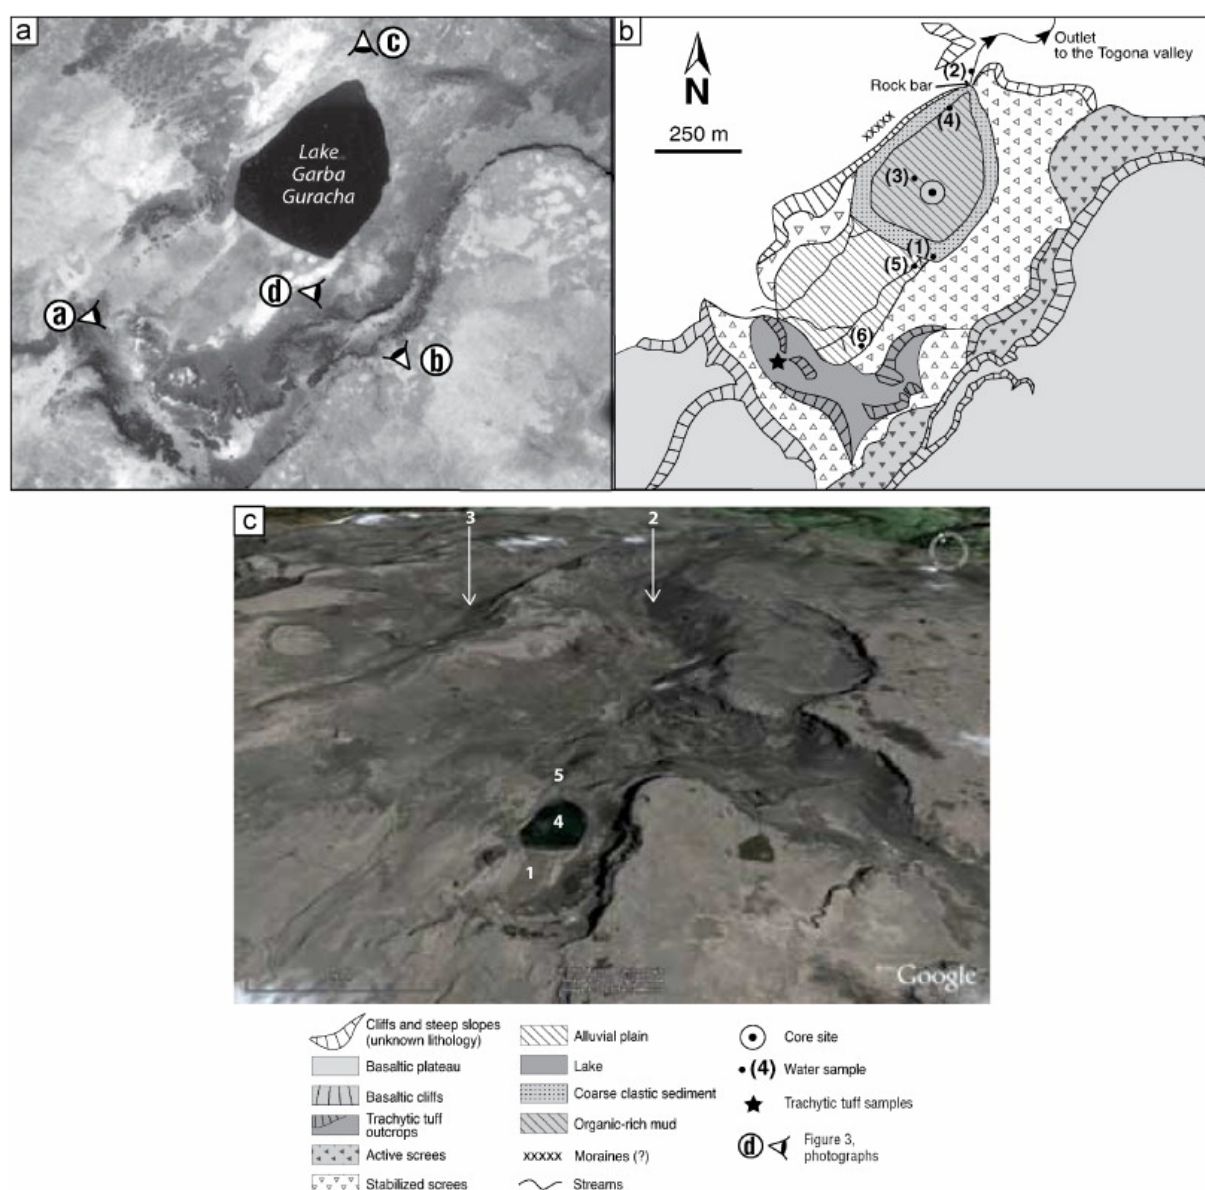 a
c
Lake
Garba
Guracha
a
d
b
b
N
250 m
Outlet
to the Togona valley
(2)
Rock bar
xxxxx
(4)
(3)
(1)
(5)
(6)
c
3
2
5
4
1
Google
Cliffs and steep slopes
(unknown lithology)
Basaltic plateau
Basaltic cliffs
Trachytic tuff
outcrops
Active screes
Stabilized screes
Alluvial plain
Lake
Coarse clastic sediment
Organic-rich mud
xxxxx Moraines (?)
Streams
Core site
(4) Water sample
Trachytic tuff samples
d Figure 3,
photographs